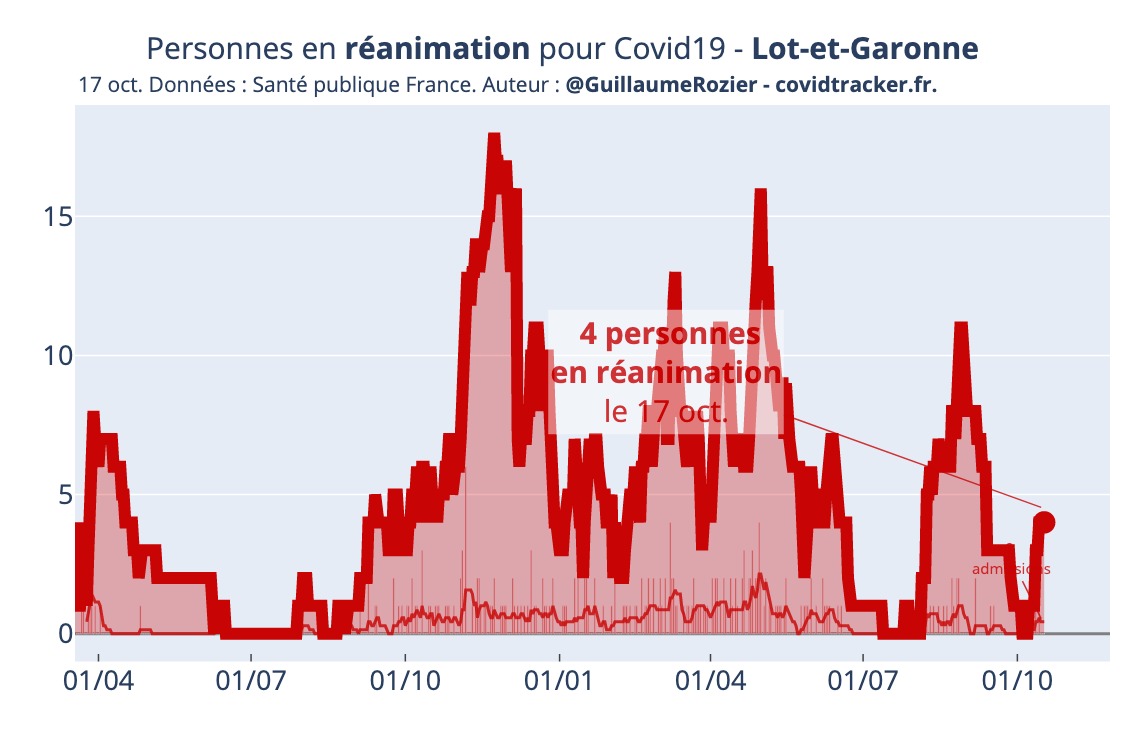 Personnes en réanimation pour Covid19 - Lot-et-Garonne
17 oct. Données : Santé publique France. Auteur : @GuillaumeRozier - covidtracker.fr.
15
10
5
0
4 personnes
en réanimation
le 17 oct.
admissions
01/04
01/07
01/10
01/01
01/04
01/07
01/10